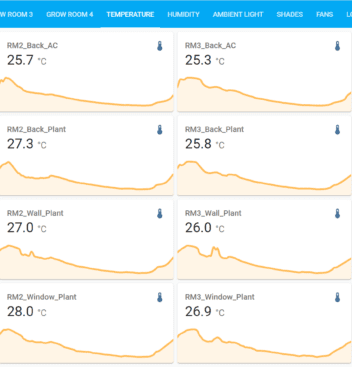 W ROOM 3 GROW ROOM 4 TEMPERATURE HUMIDITY AMBIENT LIGHT SHADES FANS
RM2_Back_AC
25.7 °C
RM3_Back_AC
25.3 °C
RM2_Back_Plant
27.3 °C
RM3_Back_Plant
25.8 °C
RM2_Wall_Plant
27.0 °C
RM3_Wall_Plant
26.0 °C
RM2_Window_Plant
28.0 °C
RM3_Window_Plant
26.9 °C